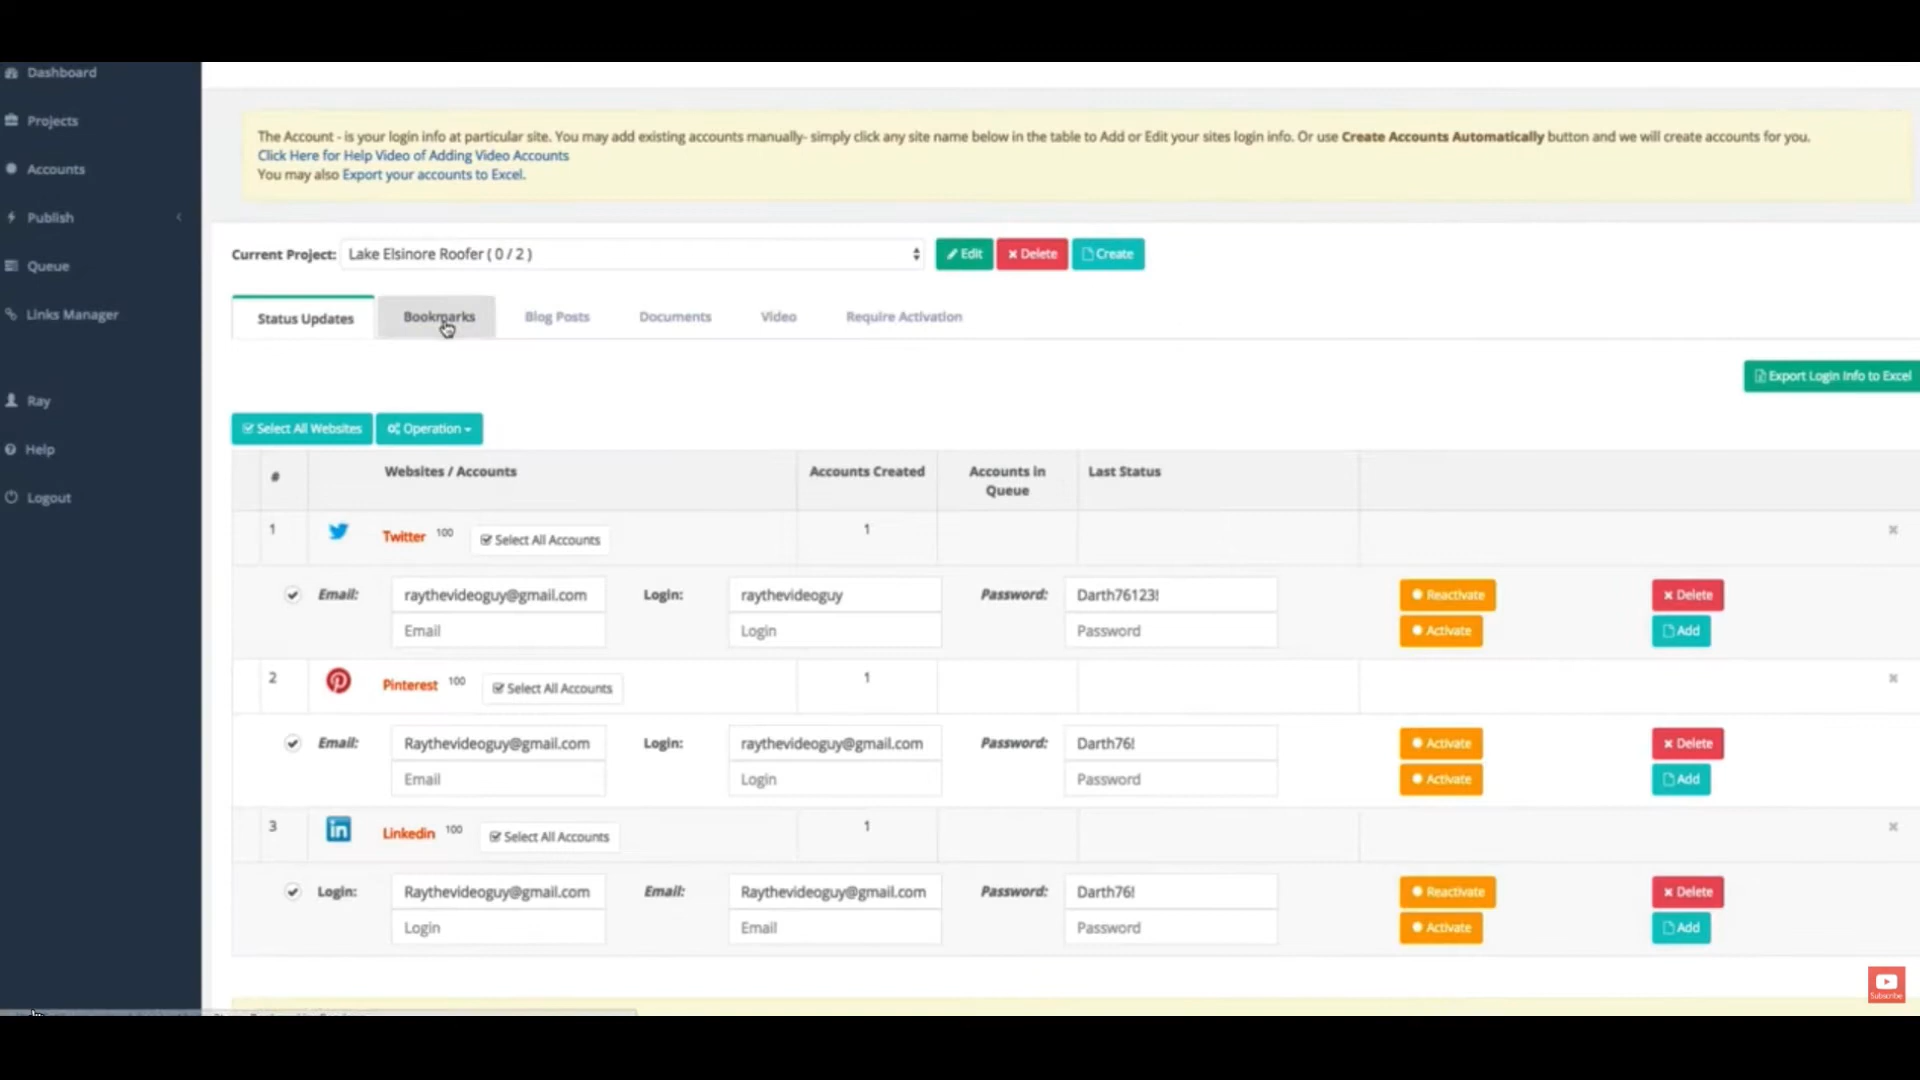 Dashboard
Projects
Accounts
Publish
Queue
Links Manager
Ray
Help
Logout
The Account - is your login info at particular site. You may add existing accounts manually- simply click any site name below in the table to Add or Edit your sites login info. Or use Create Accounts Automatically button and we will create accounts for you.
Click Here for Help Video of Adding Video Accounts
You may also Export your accounts to Excel.
Current Project: Lake Elsinore Roofer ( 0 / 2 ) Edit Delete Create
Status Updates Bookmarks Blog Posts Documents Video Require Activation
Export Login Info to Excel
Select All Websites Operation
# Websites / Accounts Accounts Created Accounts in Queue Last Status
1 Twitter 100 Select All Accounts 1
Email: raythevideoguy@gmail.com Login: raythevideoguy Password: Darth76123! Reactivate Delete
Email Login Password Activate Add
2 Pinterest 100 Select All Accounts 1
Email: Raythevideoguy@gmail.com Login: raythevideoguy@gmail.com Password: Darth76! Activate Delete
Email Login Password Activate Add
3 Linkedin 100 Select All Accounts 1
Login: Raythevideoguy@gmail.com Email: Raythevideoguy@gmail.com Password: Darth76! Reactivate Delete
Login Email Password Activate Add
Subscribe